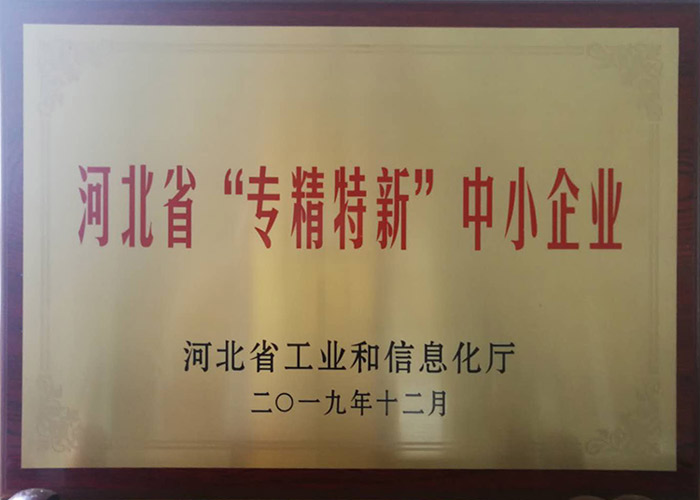 河北省“专精特新”中小企业
河北省工业和信息化厅
二〇一九年十二月